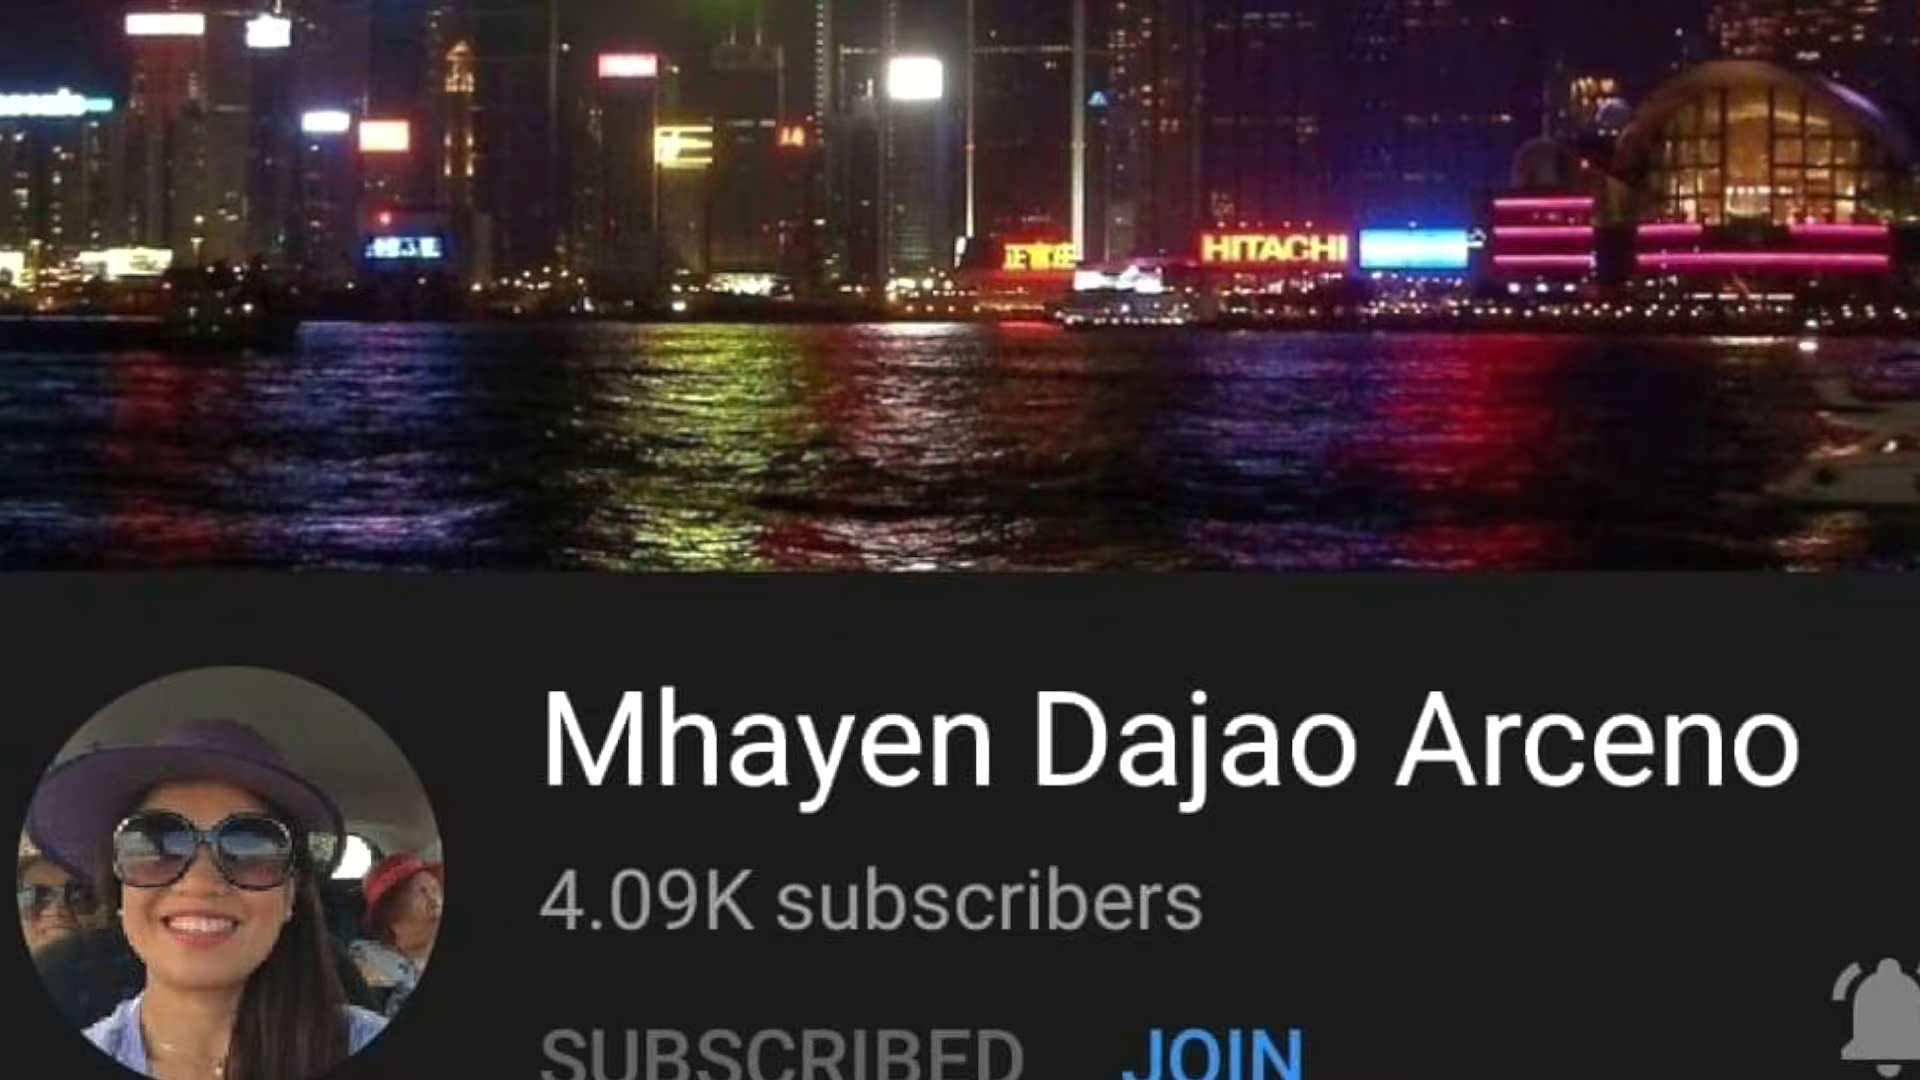 HITACHI
Mhayen Dajao Arceno
4.09K subscribers
SUBSCRIBED JOIN